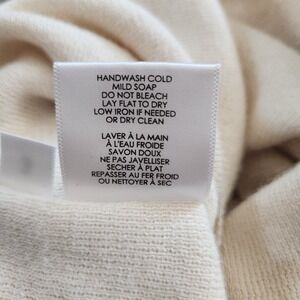 HANDWASH COLD
MILD SOAP
DO NOT BLEACH
LAY FLAT TO DRY
LOW IRON IF NEEDED
OR DRY CLEAN
LAVER À LA MAIN
À L'EAU FROIDE
SAVON DOUX
NE PAS JAVELLISER
SECHER À PLAT
REPASSER AU FER FROID
OU NETTOYER À SEC